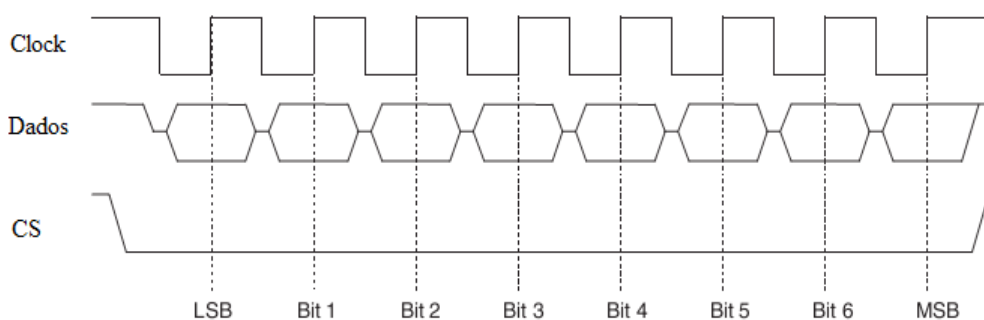 Clock
Dados
CS
LSB Bit 1 Bit 2 Bit 3 Bit 4 Bit 5 Bit 6 MSB